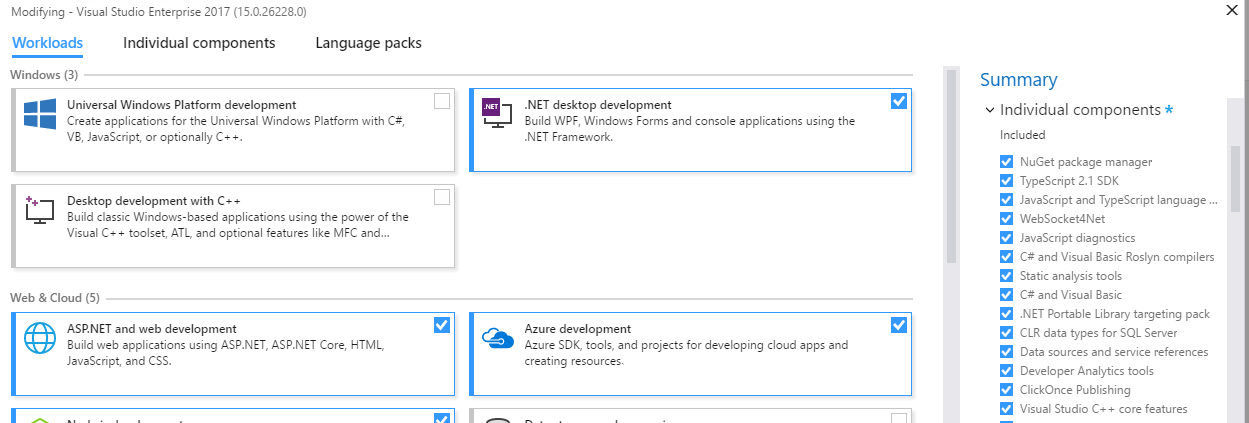 Modifying - Visual Studio Enterprise 2017 (15.0.26228.0)
Workloads
Individual components
Language packs
Windows (3)
Universal Windows Platform development
Create applications for the Universal Windows Platform with C#,
VB, JavaScript, or optionally C++.
.NET
.NET desktop development
Build WPF, Windows Forms and console applications using the
.NET Framework.
Desktop development with C++
Build classic Windows-based applications using the power of the
Visual C++ toolset, ATL, and optional features like MFC and...
Web & Cloud (5)
ASP.NET and web development
Build web applications using ASP.NET, ASP.NET Core, HTML,
JavaScript, and CSS.
Azure development
Azure SDK, tools, and projects for developing cloud apps and
creating resources.
Summary
Individual components *
Included
NuGet package manager
TypeScript 2.1 SDK
JavaScript and TypeScript language ...
WebSocket4Net
JavaScript diagnostics
C# and Visual Basic Roslyn compilers
Static analysis tools
C# and Visual Basic
.NET Portable Library targeting pack
CLR data types for SQL Server
Data sources and service references
Developer Analytics tools
ClickOnce Publishing
Visual Studio C++ core features